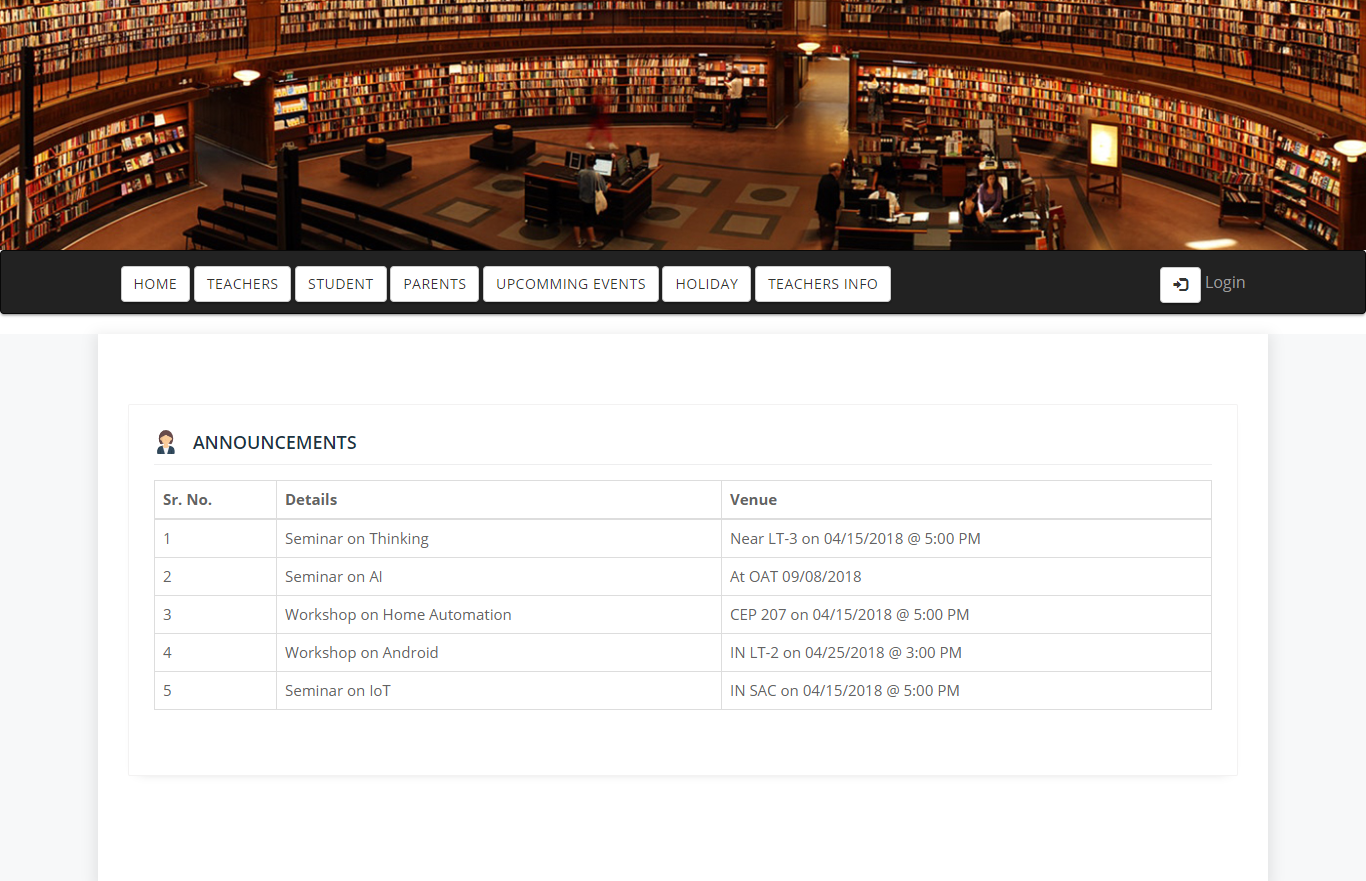 HOME TEACHERS STUDENT PARENTS UPCOMMING EVENTS HOLIDAY TEACHERS INFO Login
ANNOUNCEMENTS
Sr. No. Details Venue
1 Seminar on Thinking Near LT-3 on 04/15/2018 @ 5:00 PM
2 Seminar on AI At OAT 09/08/2018
3 Workshop on Home Automation CEP 207 on 04/15/2018 @ 5:00 PM
4 Workshop on Android IN LT-2 on 04/25/2018 @ 3:00 PM
5 Seminar on IoT IN SAC on 04/15/2018 @ 5:00 PM